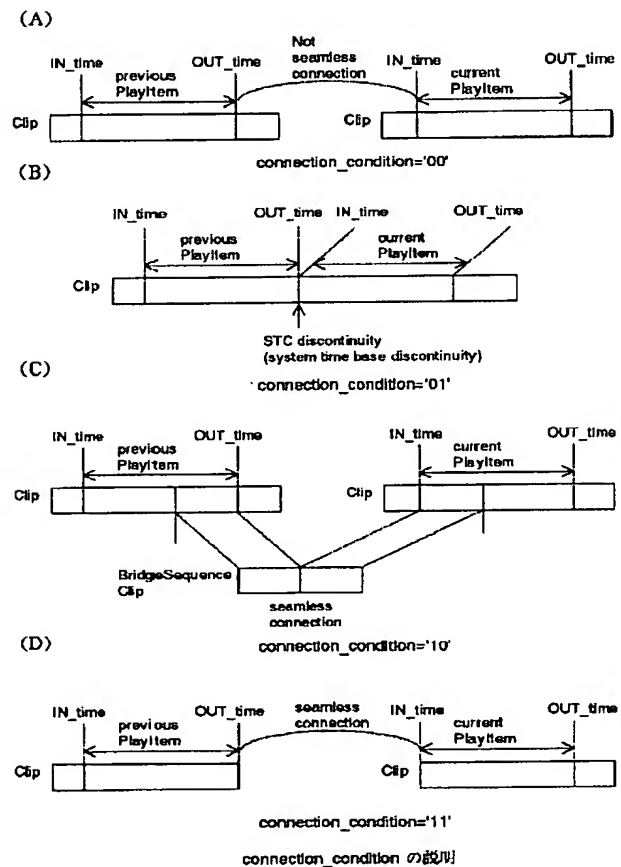 (A)
IN_time
previous
PlayItem
OUT_time
Not
seamless
connection
IN_time
current
PlayItem
OUT_time
Clip
Clip
connection_condition='00'
(B)
IN_time
previous
PlayItem
OUT_time
IN_time
current
PlayItem
OUT_time
Clip
STC discontinuity
(system time base discontinuity)
connection_condition='01'
(C)
IN_time
previous
PlayItem
OUT_time
IN_time
current
PlayItem
OUT_time
Clip
Clip
BridgeSequence
Clip
seamless
connection
connection_condition='10'
(D)
IN_time
previous
PlayItem
OUT_time
seamless
connection
IN_time
current
PlayItem
OUT_time
Clip
Clip
connection_condition='11'
connection_condition の説明